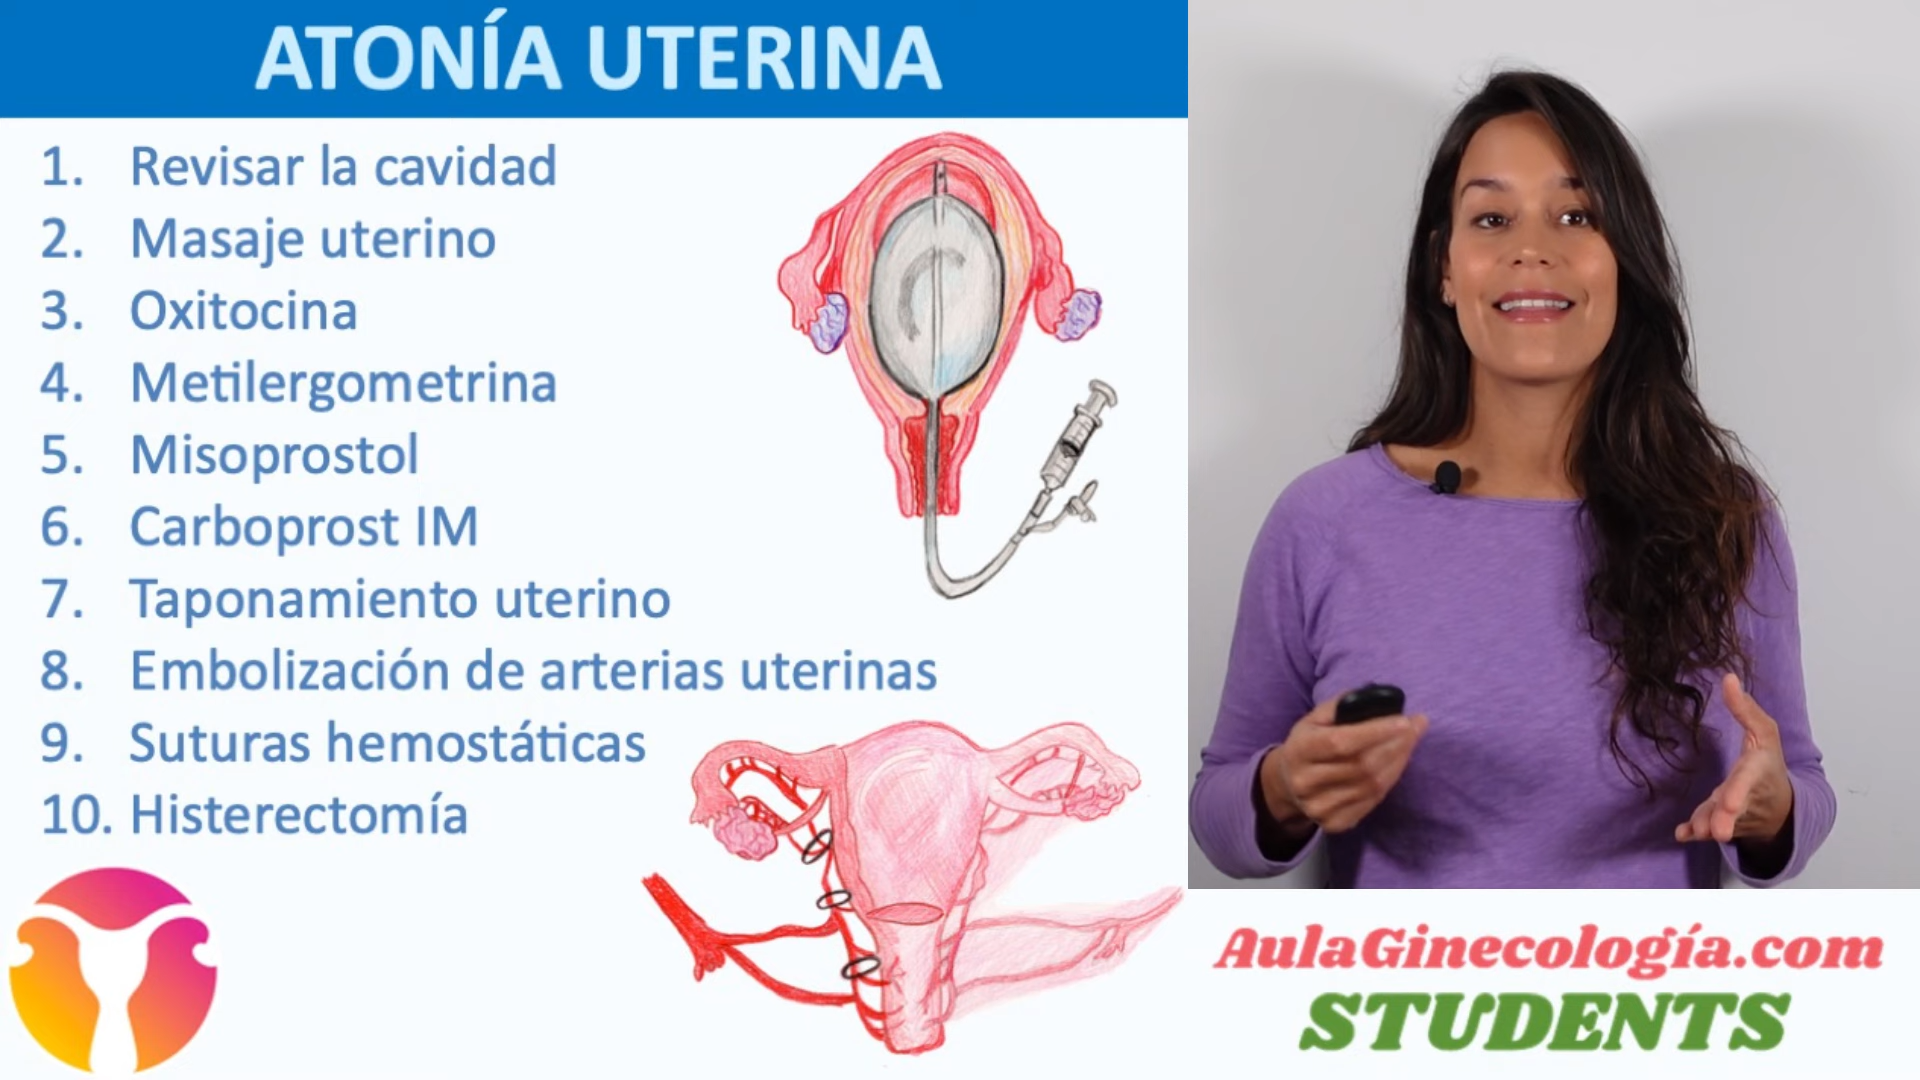 ATONÍA UTERINA
1. Revisar la cavidad
2. Masaje uterino
3. Oxitocina
4. Metilergometrina
5. Misoprostol
6. Carboprost IM
7. Taponamiento uterino
8. Embolización de arterias uterinas
9. Suturas hemostáticas
10. Histerectomía
AulaGinecología.com
STUDENTS